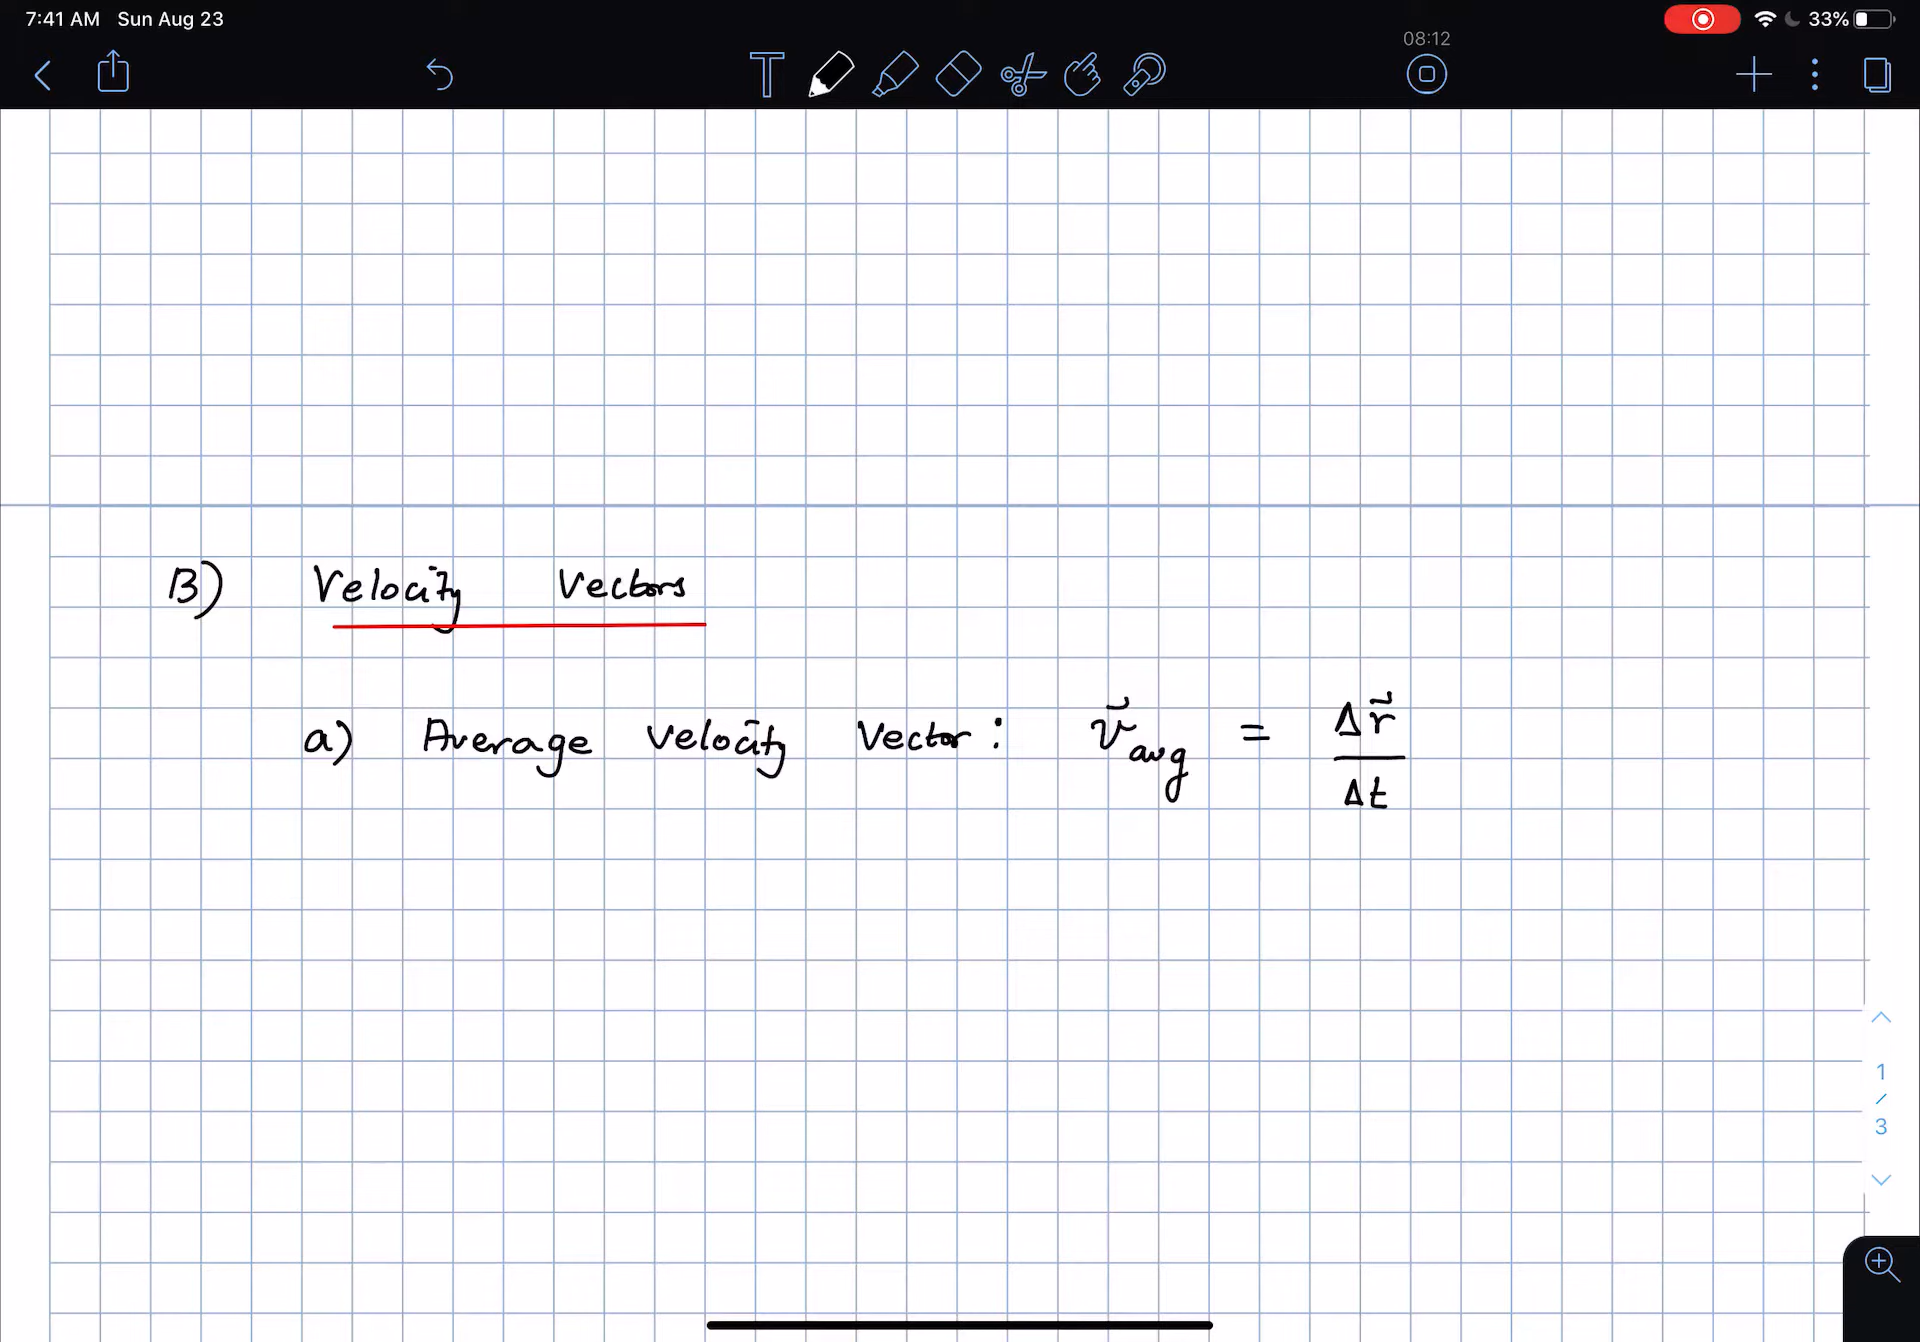 7:41 AM Sun Aug 23
33%
08:12
B) Velocity Vectors
a) Average velocity Vector: v⃗avg = Δr⃗ / Δt
1
/
3